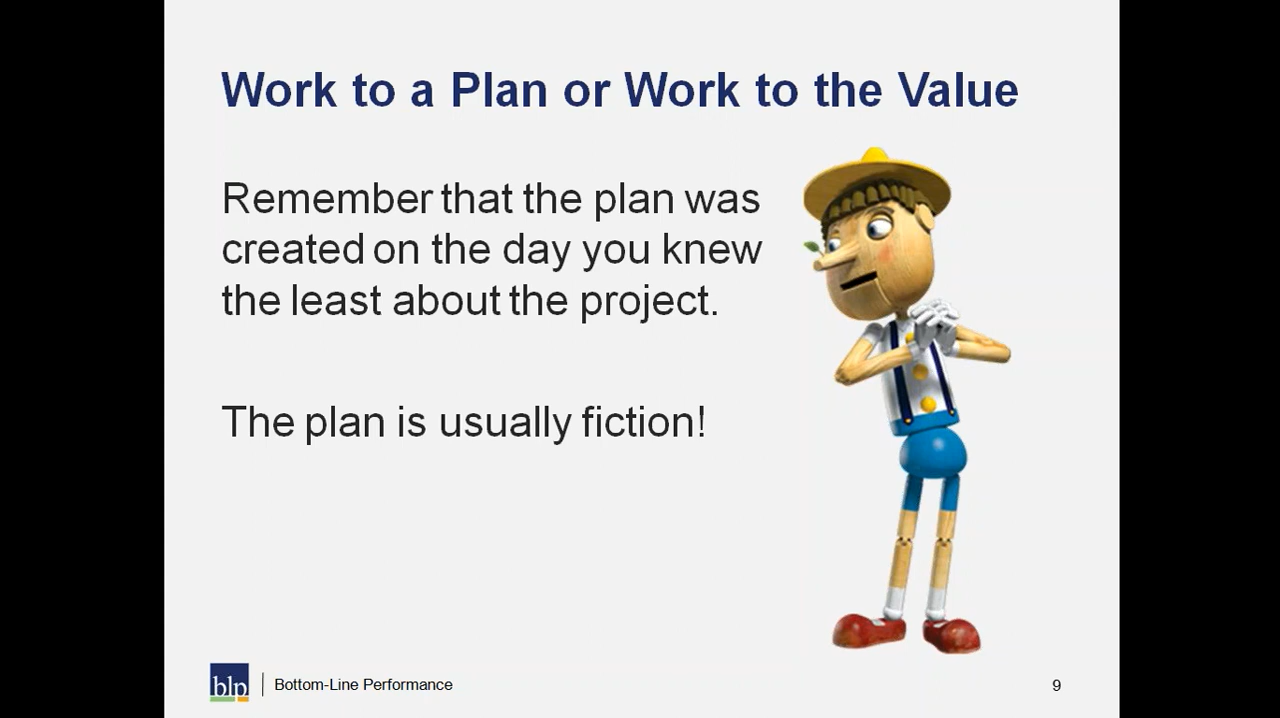 Work to a Plan or Work to the Value
Remember that the plan was
created on the day you knew
the least about the project.
The plan is usually fiction!
blp
Bottom-Line Performance
9